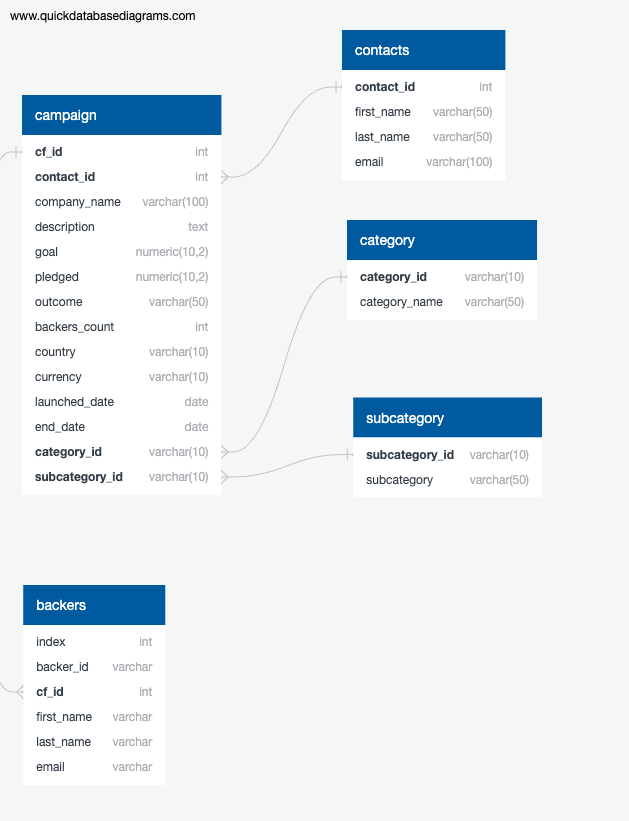 www.quickdatabasediagrams.com
contacts
contact_id int
first_name varchar(50)
last_name varchar(50)
email varchar(100)
campaign
cf_id int
contact_id int
company_name varchar(100)
description text
goal numeric(10,2)
pledged numeric(10,2)
outcome varchar(50)
backers_count int
country varchar(10)
currency varchar(10)
launched_date date
end_date date
category_id varchar(10)
subcategory_id varchar(10)
category
category_id varchar(10)
category_name varchar(50)
subcategory
subcategory_id varchar(10)
subcategory varchar(50)
backers
index int
backer_id varchar
cf_id int
first_name varchar
last_name varchar
email varchar